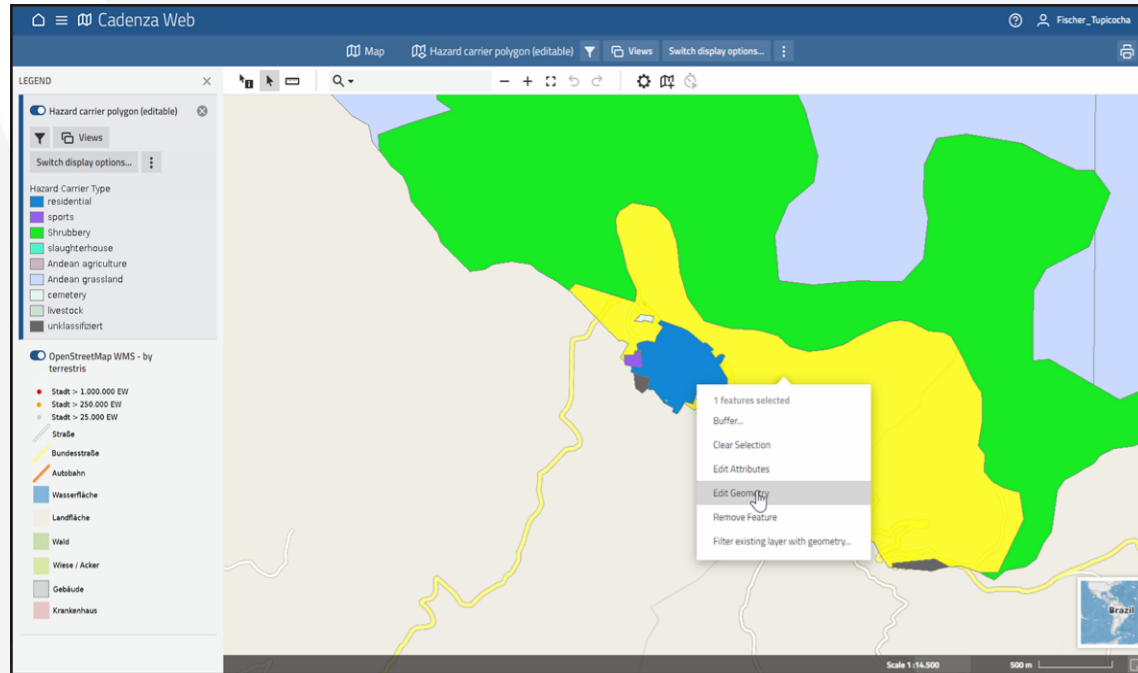 Cadenza Web
Fischer_Tupicocha
Map
Hazard carrier polygon (editable)
Views
Switch display options...
LEGEND
Hazard carrier polygon (editable)
Views
Switch display options...
Hazard Carrier Type
residential
sports
Shrubbery
slaughterhouse
Andean agriculture
Andean grassland
cemetery
livestock
unklassifiziert
OpenStreetMap WMS - by
terrestris
Stadt > 1.000.000 EW
Stadt > 250.000 EW
Stadt > 25.000 EW
Straße
Bundesstraße
Autobahn
Wasserfläche
Landfläche
Wald
Wiese / Acker
Gebäude
Krankenhaus
1 features selected
Buffer...
Clear Selection
Edit Attributes
Edit Geometry
Remove Feature
Filter existing layer with geometry...
Brazil
Scale 1:14.500
500 m